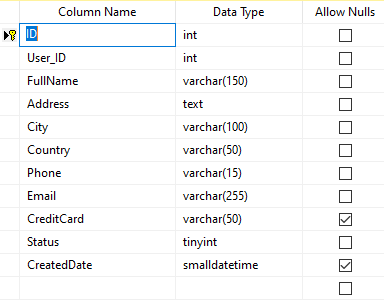 Column Name Data Type Allow Nulls
ID int
User_ID int
FullName varchar(150)
Address text
City varchar(100)
Country varchar(50)
Phone varchar(15)
Email varchar(255)
CreditCard varchar(50)
Status tinyint
CreatedDate smalldatetime